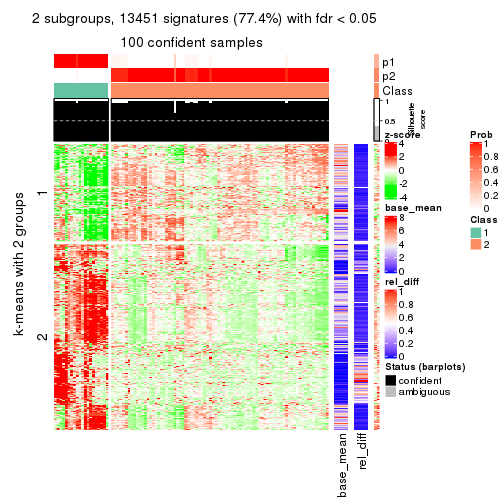 2 subgroups, 13451 signatures (77.4%) with fdr < 0.05
100 confident samples
p1
p2
Class
1
0.5
0
Silhouette
score
k-means with 2 groups
1
2
base_mean
rel_diff
z-score
4
2
0
-2
-4
base_mean
8
6
4
2
0
rel_diff
1
0.8
0.6
0.4
0.2
0
Status (barplots)
confident
ambiguous
Prob
1
0.8
0.6
0.4
0.2
0
Class
1
2